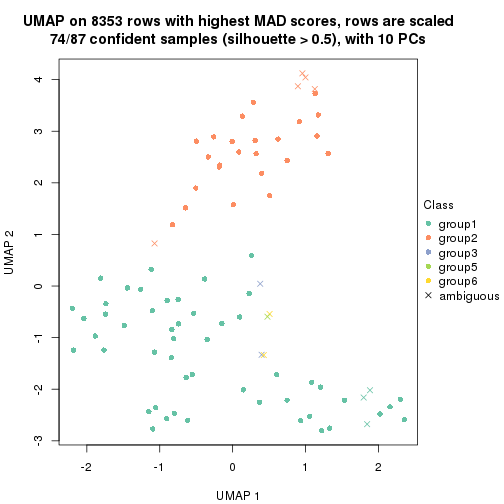 UMAP on 8353 rows with highest MAD scores, rows are scaled
74/87 confident samples (silhouette > 0.5), with 10 PCs
4
3
2
1
0
-1
-2
-3
UMAP 2
-2
-1
0
1
2
UMAP 1
Class
group1
group2
group3
group5
group6
ambiguous